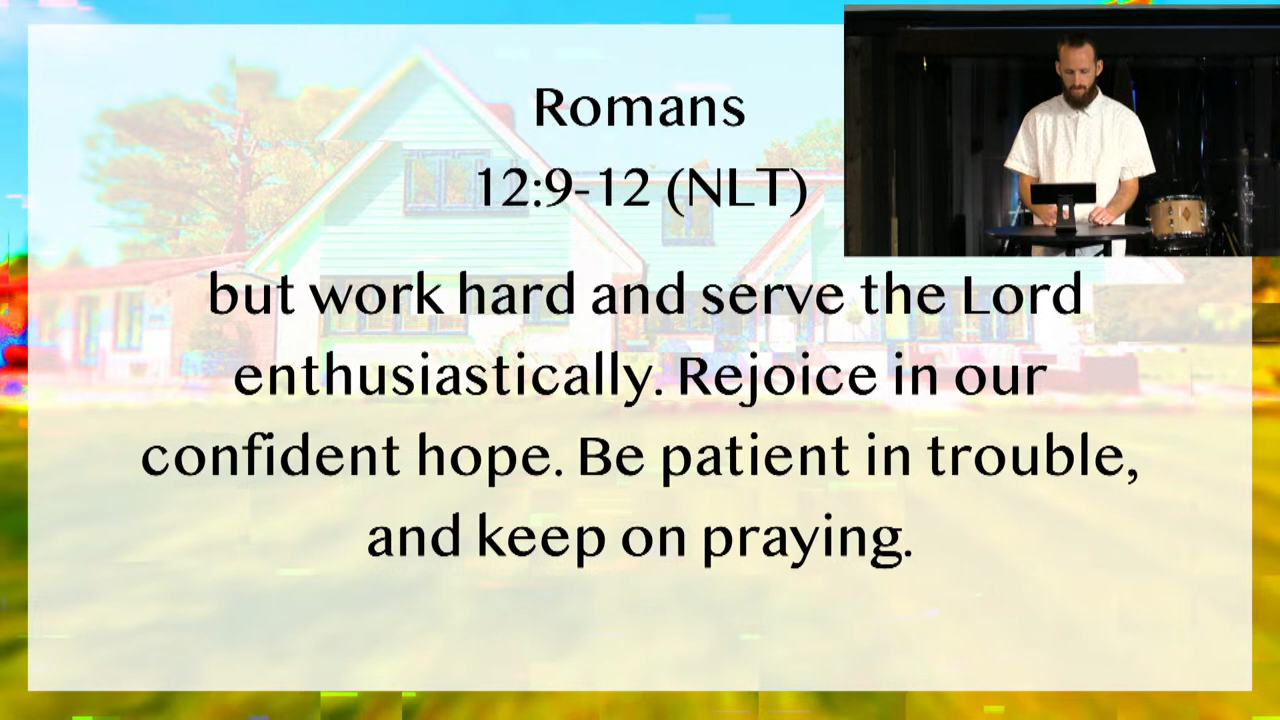 Romans
12:9-12 (NLT)
but work hard and serve the Lord
enthusiastically. Rejoice in our
confident hope. Be patient in trouble,
and keep on praying.